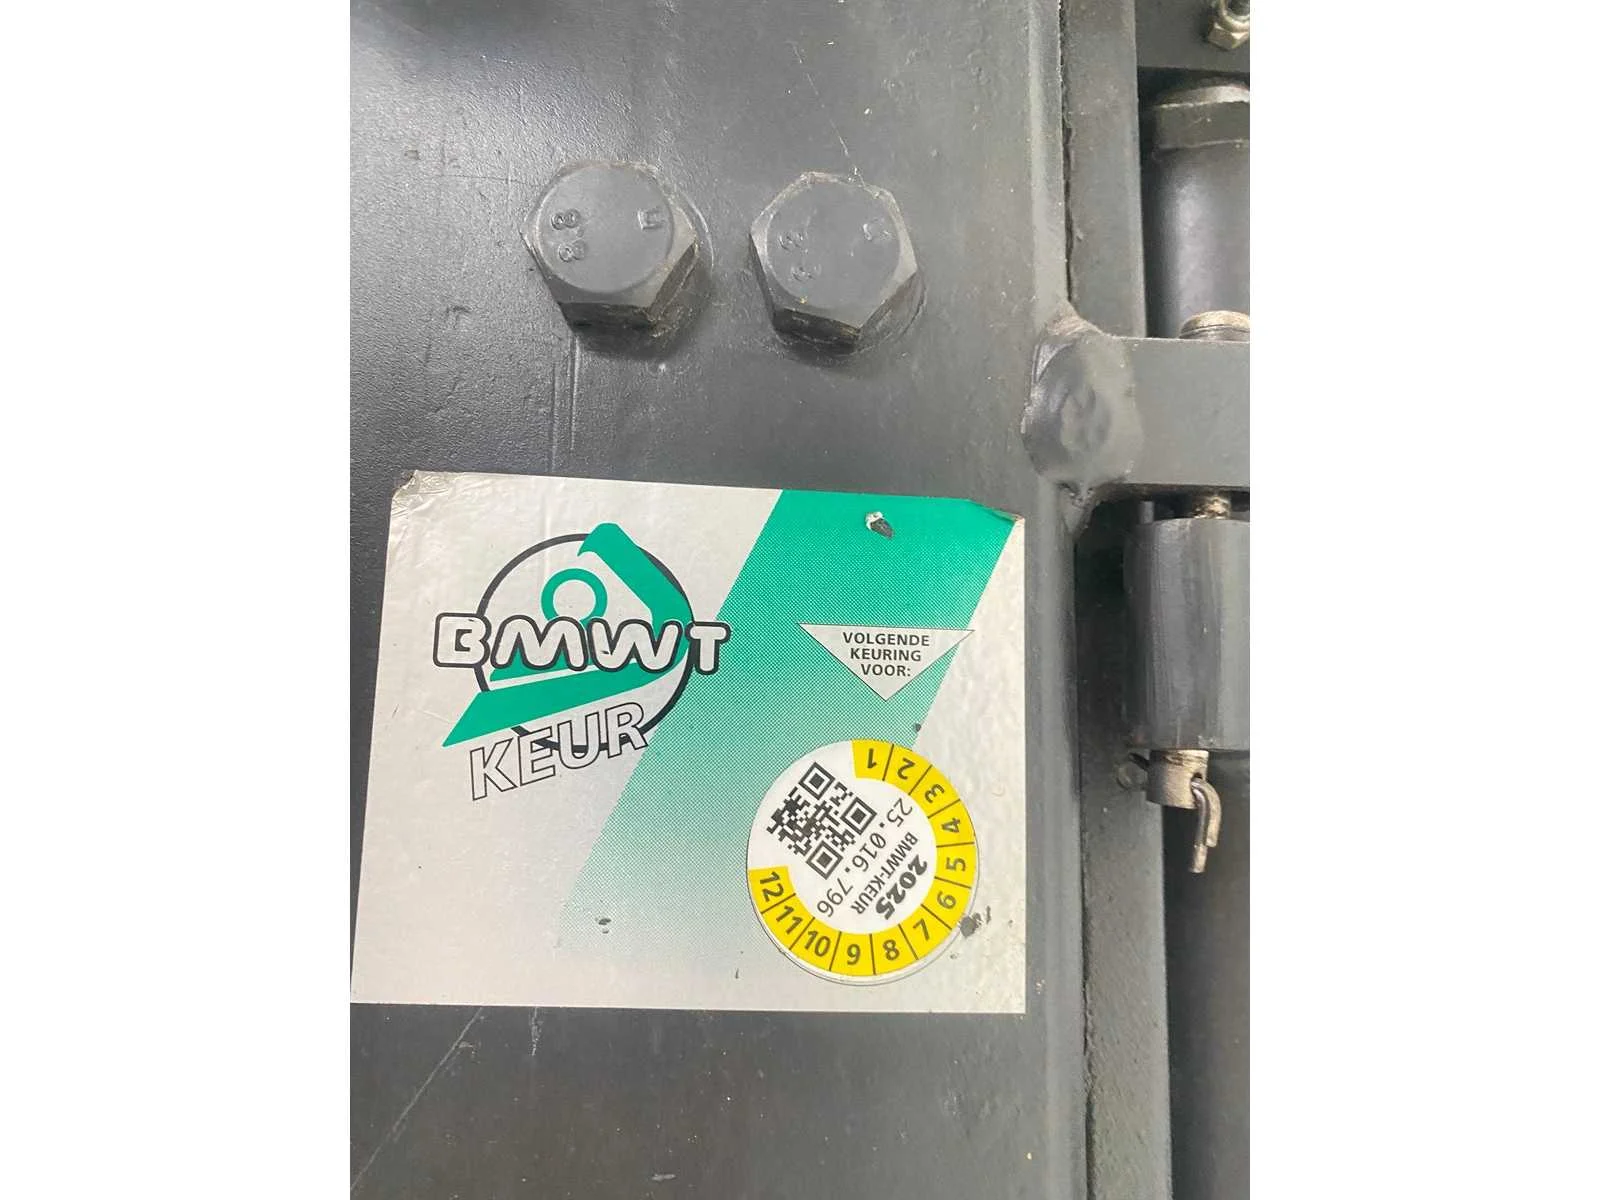 8.8
M
BMWT
KEUR
VOLGENDE
KEURING
VOOR:
1 2 3 4 5 6 7 8 9 10 11 12
25.016.796
BMWT-KEUR
2025